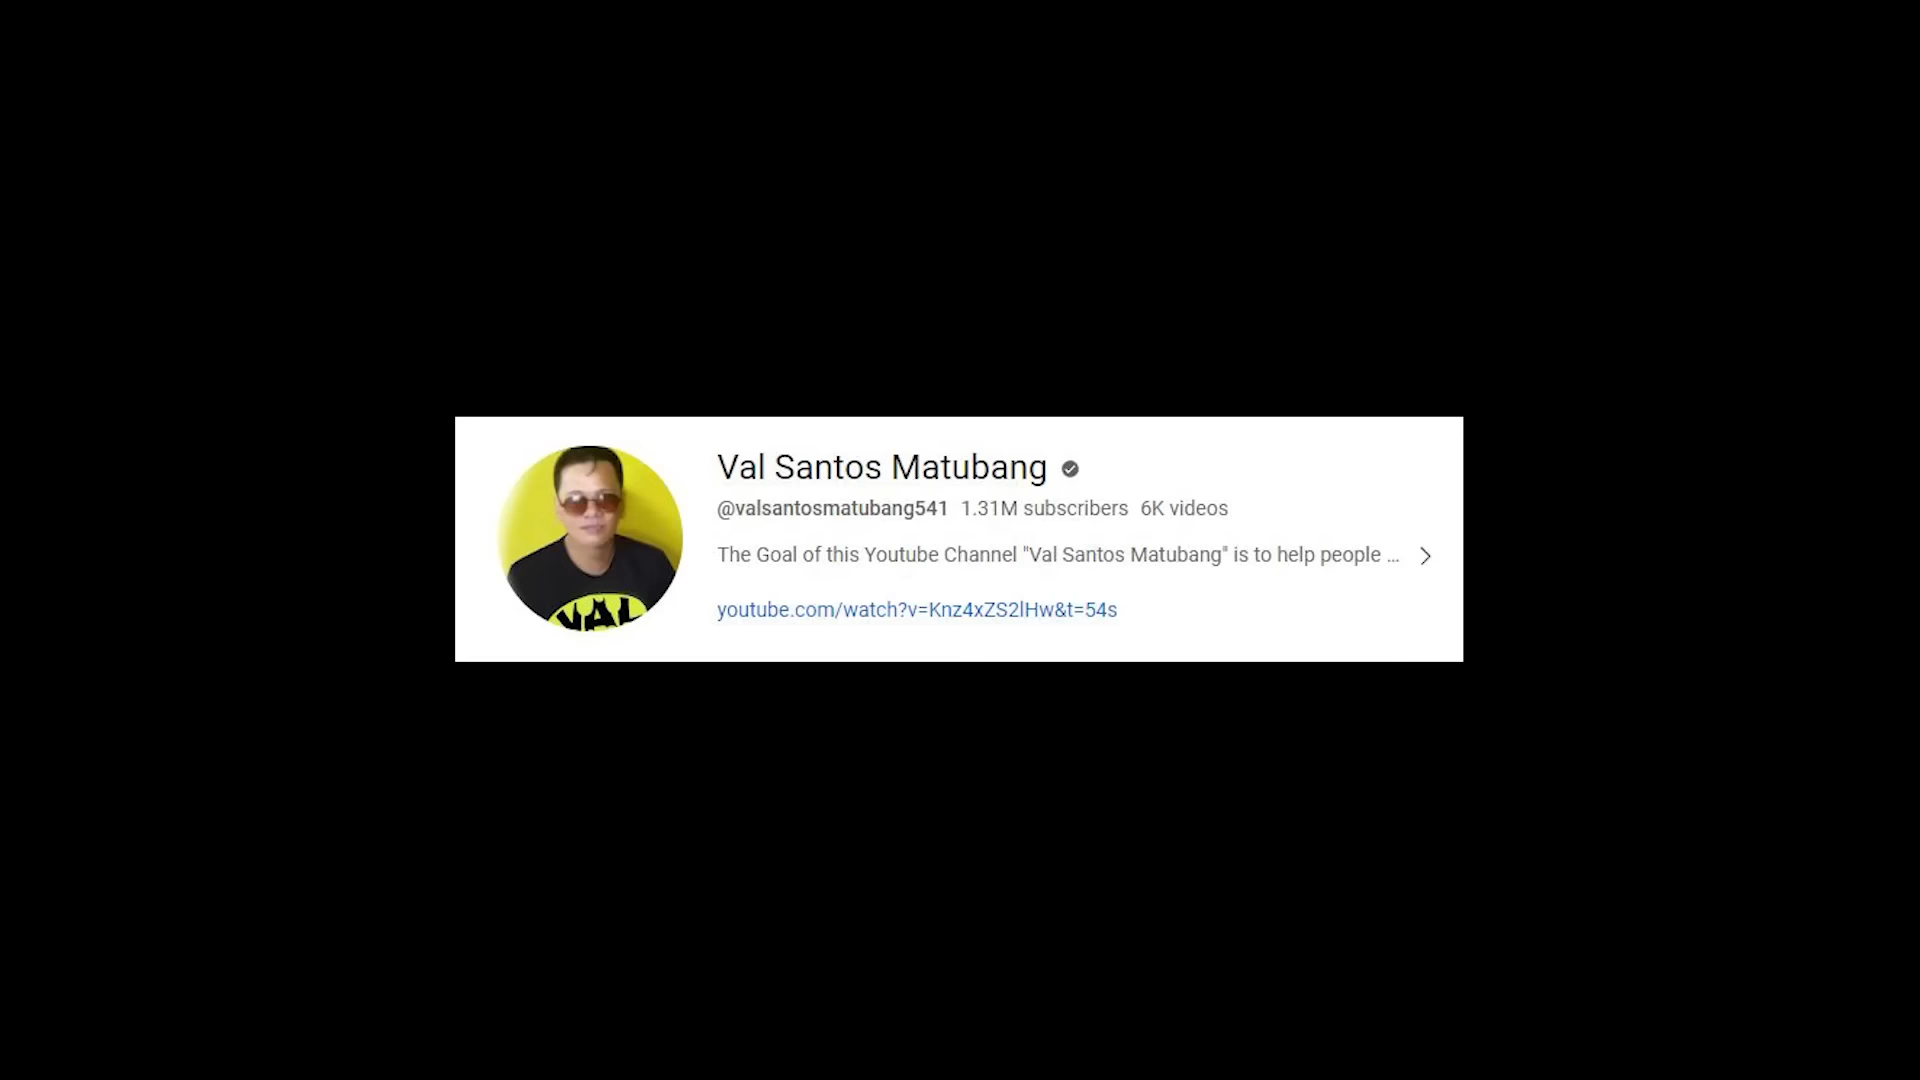 Val Santos Matubang
@valsantosmatubang541 1.31M subscribers 6K videos
The Goal of this Youtube Channel "Val Santos Matubang" is to help people ...
youtube.com/watch?v=Knz4xZS2lHw&t=54s
VAL